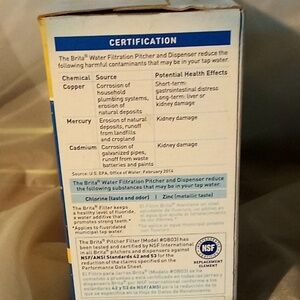 CERTIFICATION
The Brita® Water Filtration Pitcher and Dispenser reduce the
following harmful contaminants that may be in your tap water.
Chemical Source Potential Health Effects
Copper Corrosion of household plumbing systems, erosion of natural deposits Short-term: gastrointestinal distress Long-term: liver or kidney damage
Mercury Erosion of natural deposits, runoff from landfills and cropland Kidney damage
Cadmium Corrosion of galvanized pipes, runoff from waste batteries and paints Kidney damage
Source: U.S. EPA, Office of Water, February 2014
The Brita® Water Filtration Pitcher and Dispenser reduce the
following substances that may be in your tap water:
Chlorine (taste and odor) Zinc (metallic taste)
The Brita® Filter keeps
a healthy level of fluoride,
a water additive that
promotes strong teeth.*
*Applies to fluoridated
municipal tap water.
The Brita® Pitcher Filter (Model #OB03) has
been tested and certified by NSF International
in all Brita® pitchers and dispensers against
NSF/ANSI Standards 42 and 53 for the
reduction of the claims specified on the
Performance Data Sheet.
NSF
REPLACEMENT
ELEMENT